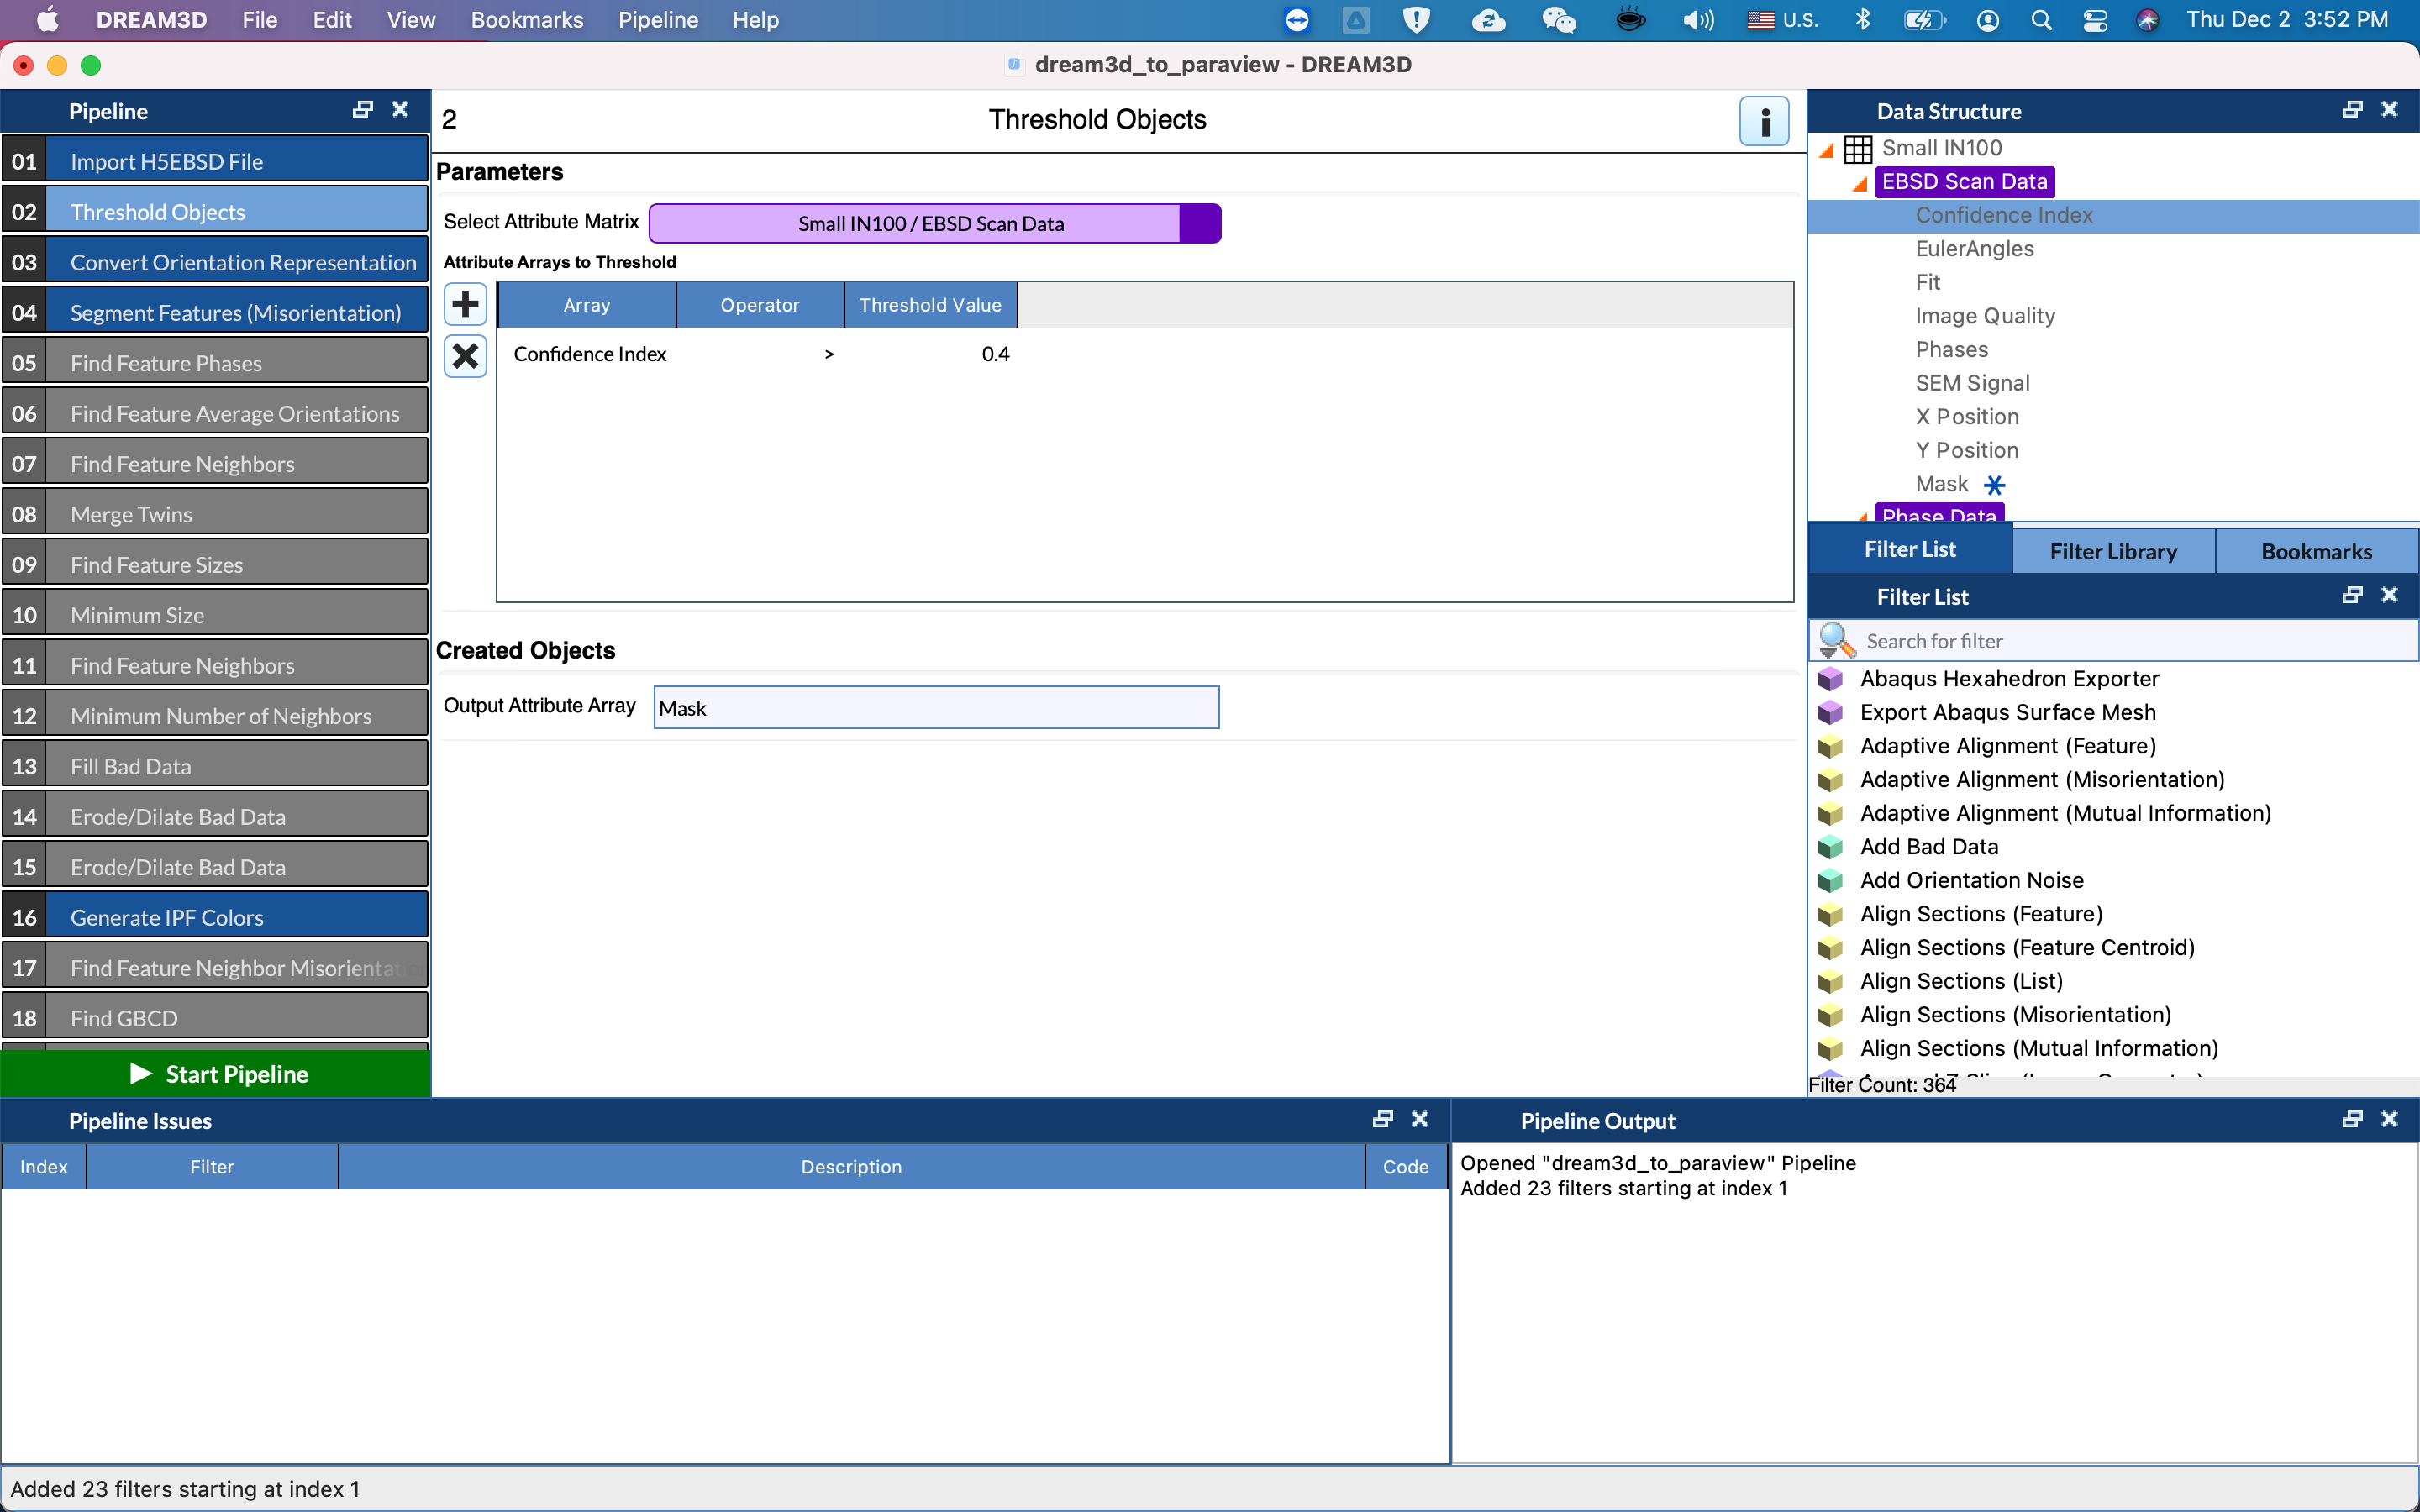 DREAM3D File Edit View Bookmarks Pipeline Help U.S. Thu Dec 2 3:52 PM
dream3d_to_paraview - DREAM3D
Pipeline
01 Import H5EBSD File
02 Threshold Objects
03 Convert Orientation Representation
04 Segment Features (Misorientation)
05 Find Feature Phases
06 Find Feature Average Orientations
07 Find Feature Neighbors
08 Merge Twins
09 Find Feature Sizes
10 Minimum Size
11 Find Feature Neighbors
12 Minimum Number of Neighbors
13 Fill Bad Data
14 Erode/Dilate Bad Data
15 Erode/Dilate Bad Data
16 Generate IPF Colors
17 Find Feature Neighbor
18 Find GBCD
Start Pipeline
2 Threshold Objects
Parameters
Select Attribute Matrix Small IN100 / EBSD Scan Data
Attribute Arrays to Threshold
Array Operator Threshold Value
Confidence Index > 0.4
Created Objects
Output Attribute Array Mask
Data Structure
Small IN100
EBSD Scan Data
Confidence Index
EulerAngles
Fit
Image Quality
Phases
SEM Signal
X Position
Y Position
Mask
Phase Data
Filter List Filter Library Bookmarks
Filter List
Search for filter
Abaqus Hexahedron Exporter
Export Abaqus Surface Mesh
Adaptive Alignment (Feature)
Adaptive Alignment (Misorientation)
Adaptive Alignment (Mutual Information)
Add Bad Data
Add Orientation Noise
Align Sections (Feature)
Align Sections (Feature Centroid)
Align Sections (List)
Align Sections (Misorientation)
Align Sections (Mutual Information)
Filter Count: 364
Pipeline Issues
Index Filter Description Code
Pipeline Output
Opened "dream3d_to_paraview" Pipeline
Added 23 filters starting at index 1
Added 23 filters starting at index 1